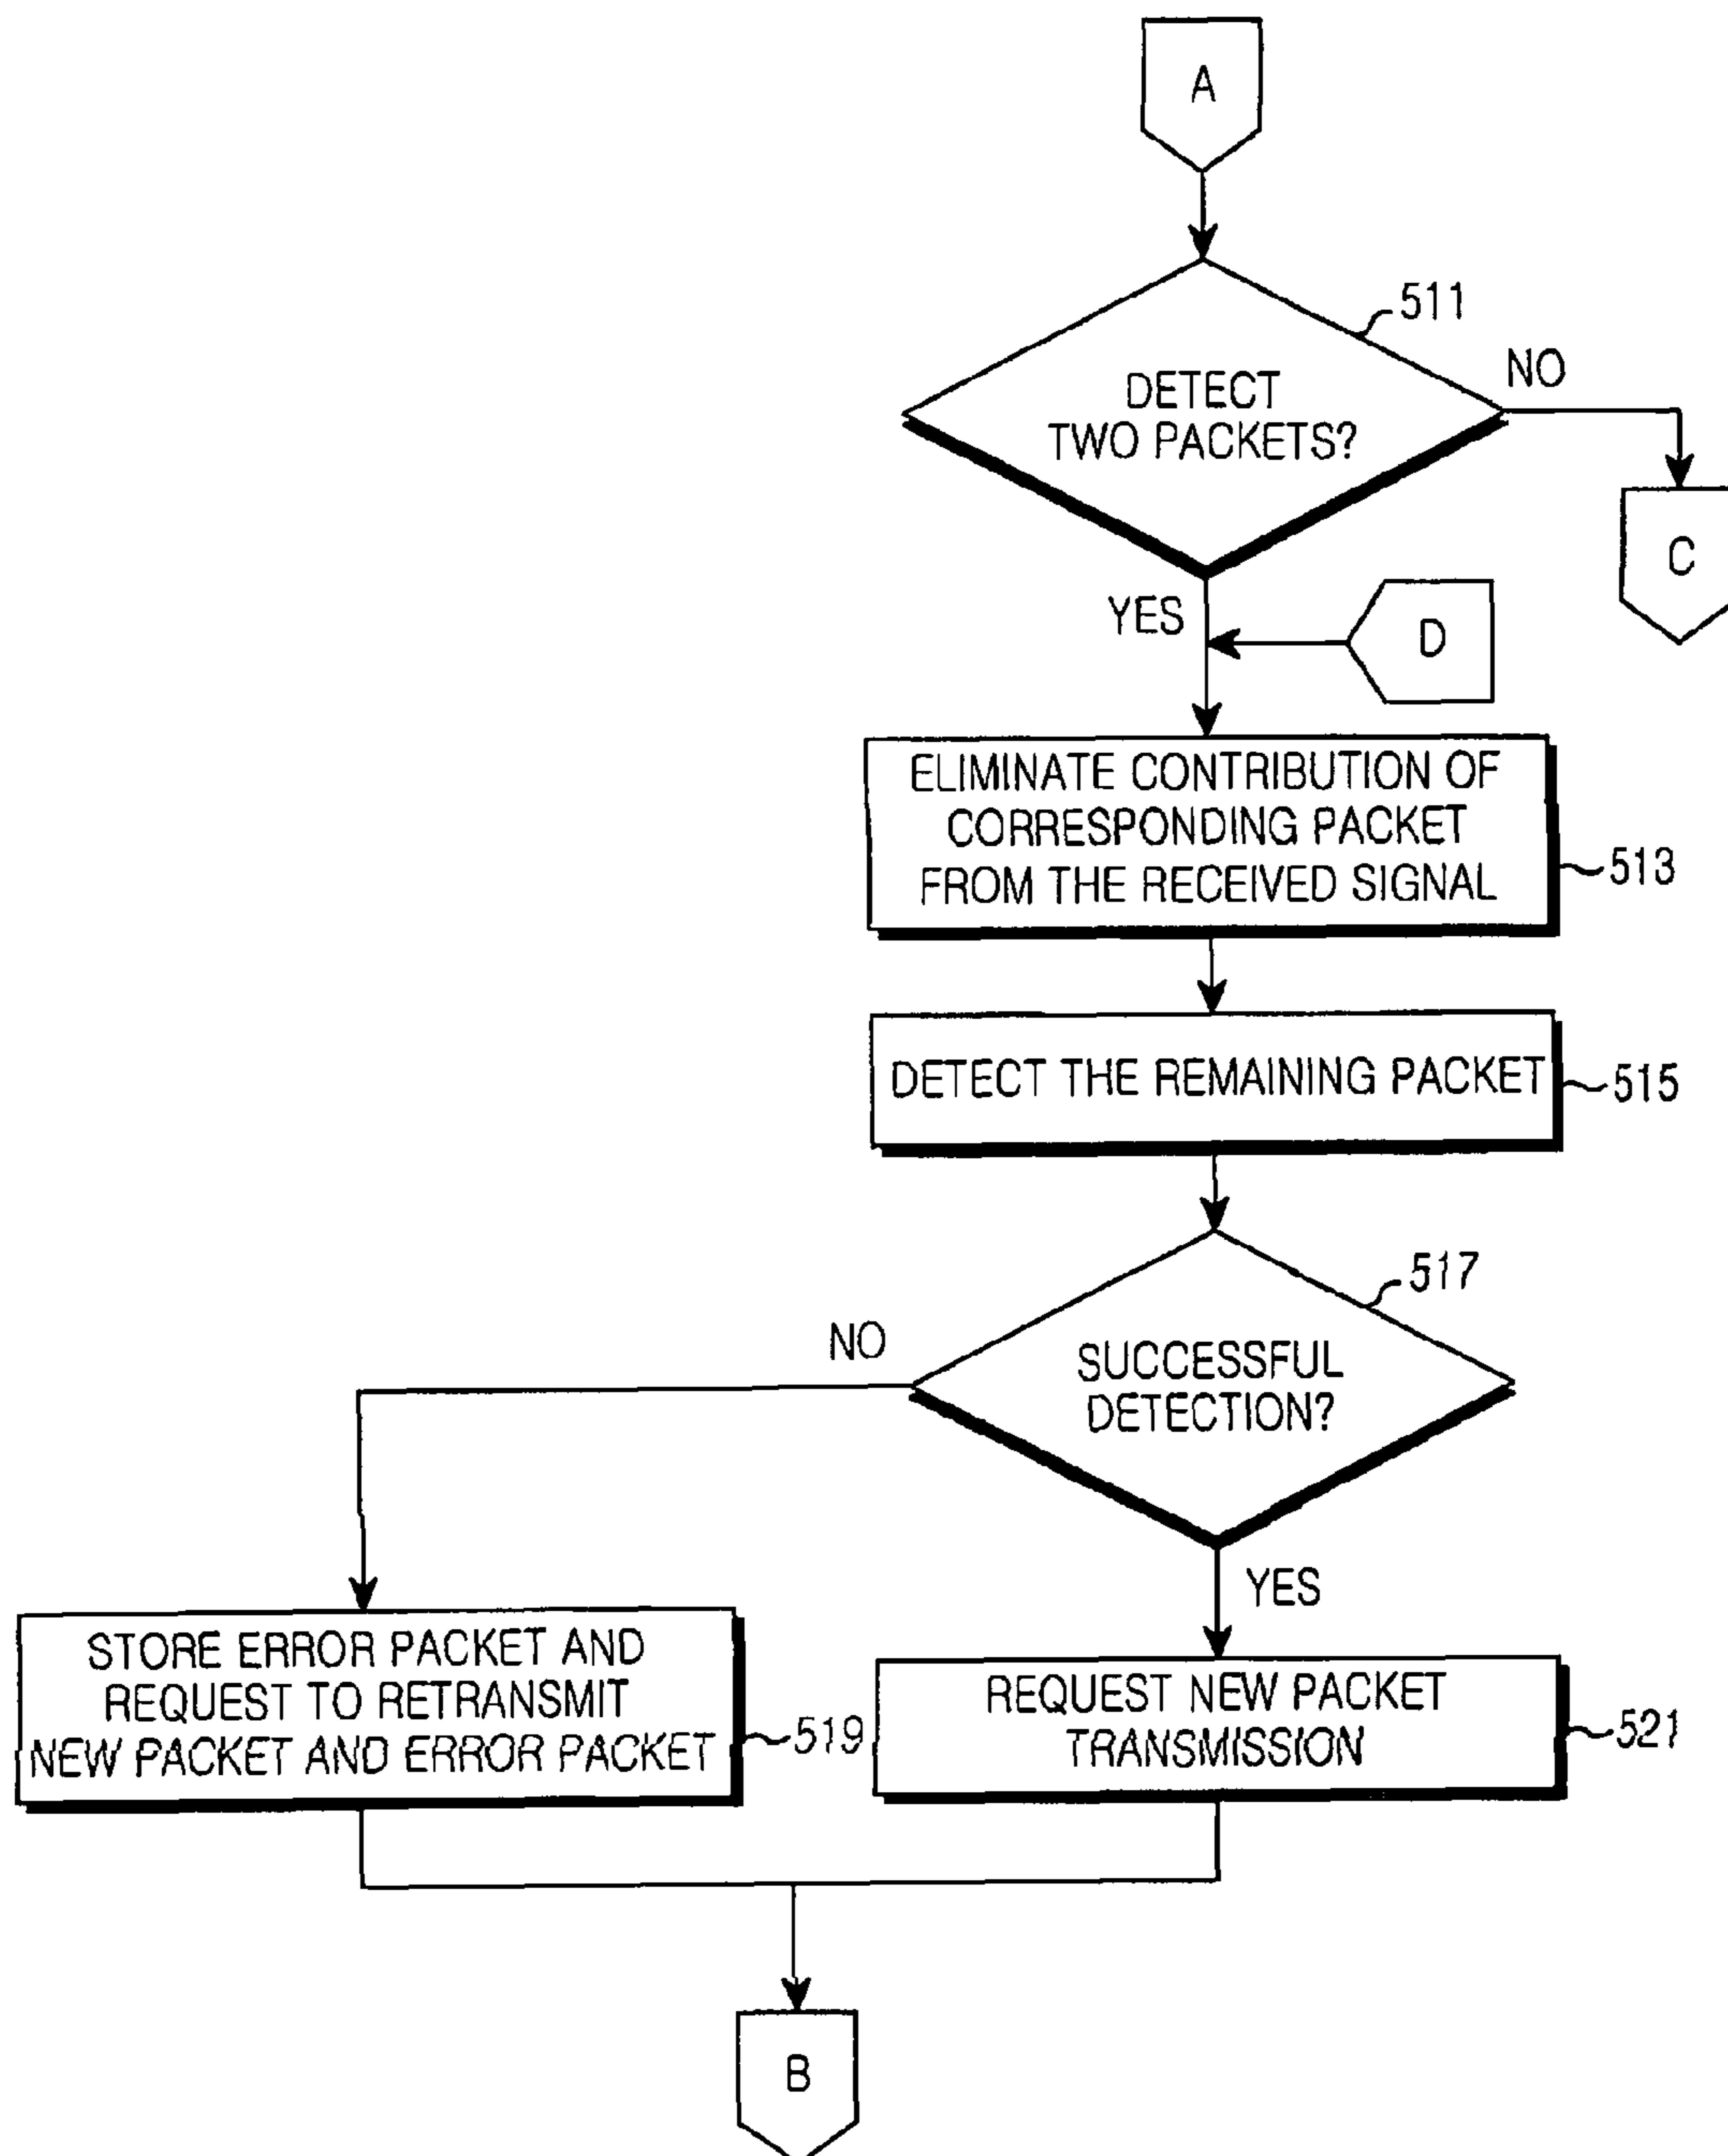 A
511
DETECT
TWO PACKETS?
NO
C
YES
D
ELIMINATE CONTRIBUTION OF
CORRESPONDING PACKET
FROM THE RECEIVED SIGNAL
513
DETECT THE REMAINING PACKET
515
517
NO
SUCCESSFUL
DETECTION?
YES
STORE ERROR PACKET AND
REQUEST TO RETRANSMIT
NEW PACKET AND ERROR PACKET
519
REQUEST NEW PACKET
TRANSMISSION
521
B